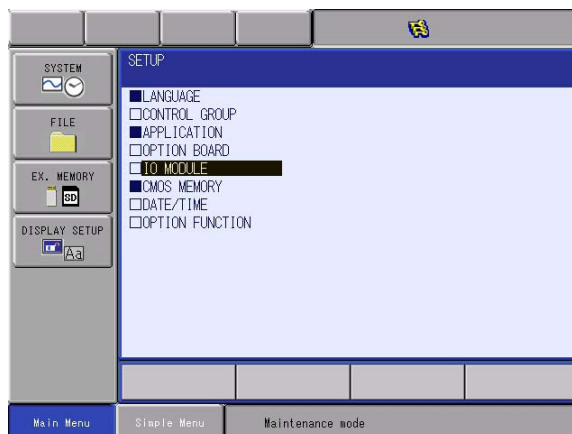 SYSTEM
FILE
EX. MEMORY
SD
DISPLAY SETUP
Aa
SETUP
■LANGUAGE
□CONTROL GROUP
■APPLICATION
□OPTION BOARD
□IO MODULE
■CMOS MEMORY
□DATE/TIME
□OPTION FUNCTION
Main Menu
Simple Menu
Maintenance mode